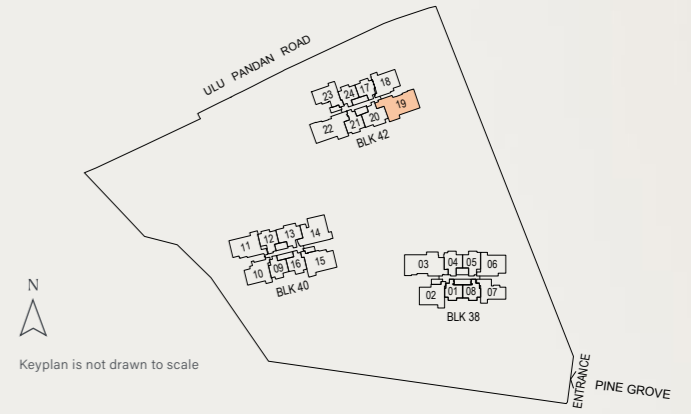 ULU PANDAN ROAD
23 24 17 18
22 21 20 19
BLK 42
11 12 13 14
10 09 16 15
BLK 40
03 04 05 06
02 01 08 07
BLK 38
N
Keyplan is not drawn to scale
ENTRANCE
PINE GROVE